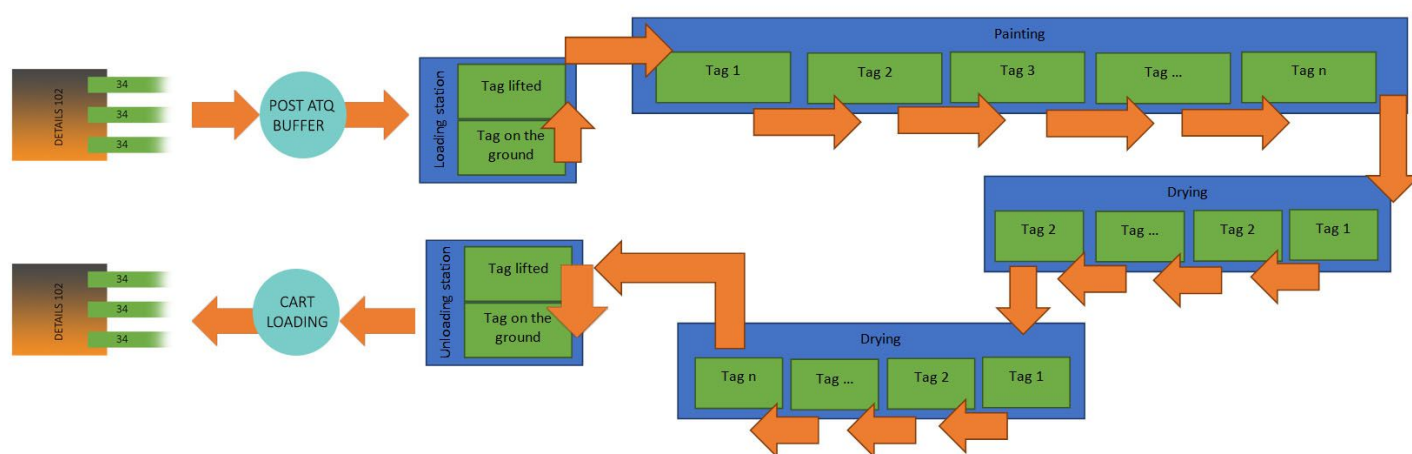 DETAILS 102
34
34
34
POST ATQ
BUFFER
Loading station
Tag lifted
Tag on the
ground
Painting
Tag 1
Tag 2
Tag 3
Tag ...
Tag n
Drying
Tag 2
Tag ...
Tag 2
Tag 1
Drying
Tag n
Tag ...
Tag 2
Tag 1
Unloading station
Tag lifted
Tag on the
ground
CART
LOADING
DETAILS 102
34
34
34